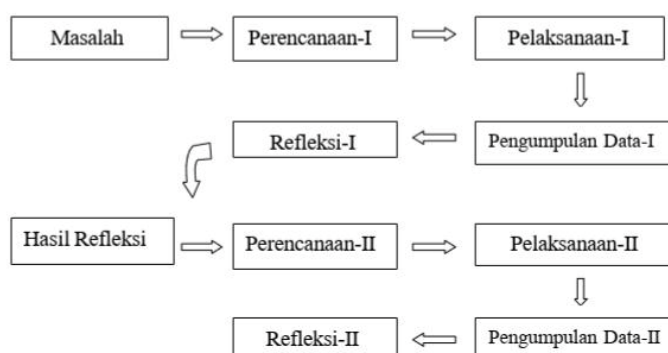 Masalah
Perencanaan-I
Pelaksanaan-I
Pengumpulan Data-I
Refleksi-I
Hasil Refleksi
Perencanaan-II
Pelaksanaan-II
Pengumpulan Data-II
Refleksi-II